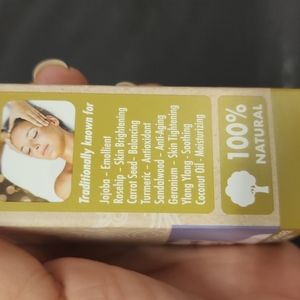 Traditionally known for
Jojoba - Emollient
Rosehip - Skin Brightening
Carrot Seed - Balancing
Turmeric - Antioxidant
Sandalwood - Anti-Aging
Geranium - Skin Tightening
Ylang Ylang - Soothing
Coconut Oil - Moisturizing
100%
NATURAL